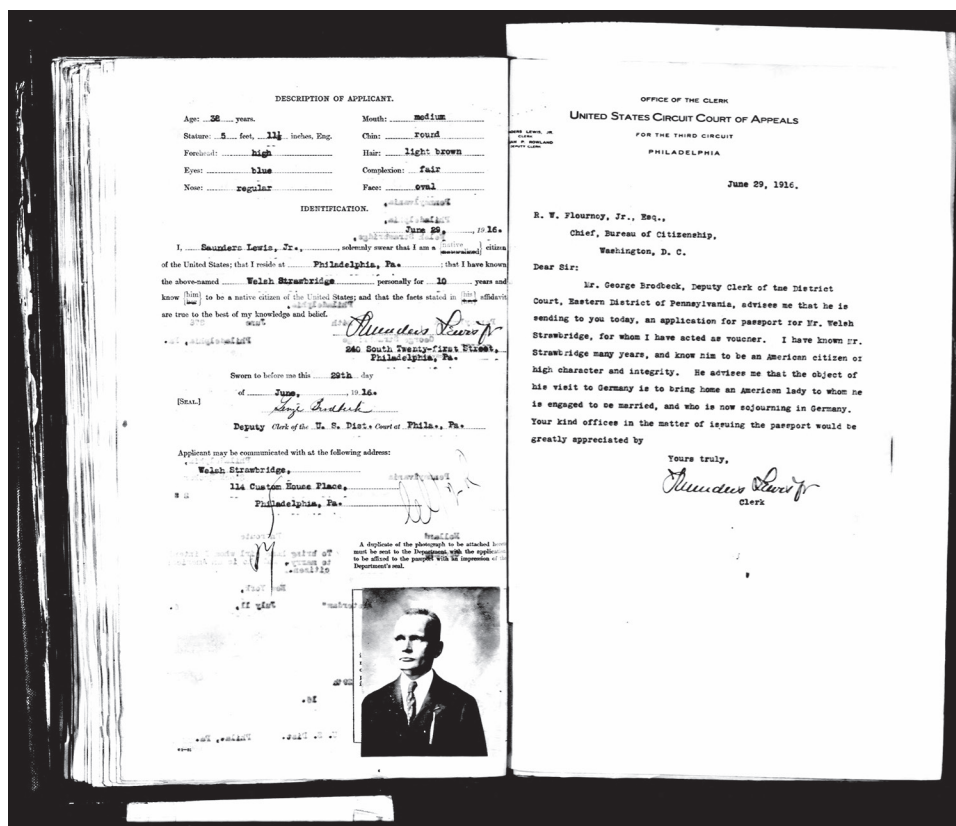 DESCRIPTION OF APPLICANT.
Age: 38 years.
Mouth: medium
Stature: 5 feet, 11½ inches, Eng.
Chin: round
Forehead: high
Hair: light brown
Eyes: blue
Complexion: fair
Nose: regular
Face: oval
IDENTIFICATION.
June 29, 1916.
I, Saunders Lewis, Jr., solemnly swear that I am a native naturalized citizen
of the United States; that I reside at Philadelphia, Pa. ; that I have known
the above-named Welsh Strawbridge personally for 10 years and
know him to be a native citizen of the United States; and that the facts stated in his affidavit
are true to the best of my knowledge and belief.
Saunders Lewis Jr
260 South Twenty-first Street,
Philadelphia, Pa.
Sworn to before me this 29th day
of June, 1916.
[SEAL.]
Geo. Brodbeck
Deputy Clerk of the U. S. Dist. Court at Phila., Pa.
Applicant may be communicated with at the following address:
Welsh Strawbridge,
114 Custom House Place,
Philadelphia, Pa.
A duplicate of the photograph to be attached hereto
must be sent to the Department with the application
to be affixed to the passport with an impression of the
Department's seal.
OFFICE OF THE CLERK
UNITED STATES CIRCUIT COURT OF APPEALS
FOR THE THIRD CIRCUIT
PHILADELPHIA
LEWIS, JR.
CLERK
P. ROWLAND
DEPUTY CLERK
June 29, 1916.
R. W. Flournoy, Jr., Esq.,
Chief, Bureau of Citizenship,
Washington, D. C.
Dear Sir:
Mr. George Brodbeck, Deputy Clerk of the District
Court, Eastern District of Pennsylvania, advises me that he is
sending to you today, an application for passport for Mr. Welsh
Strawbridge, for whom I have acted as voucher. I have known Mr.
Strawbridge many years, and know him to be an American citizen of
high character and integrity. He advises me that the object of
his visit to Germany is to bring home an American lady to whom he
is engaged to be married, and who is now sojourning in Germany.
Your kind offices in the matter of issuing the passport would be
greatly appreciated by
Yours truly,
Saunders Lewis Jr
Clerk